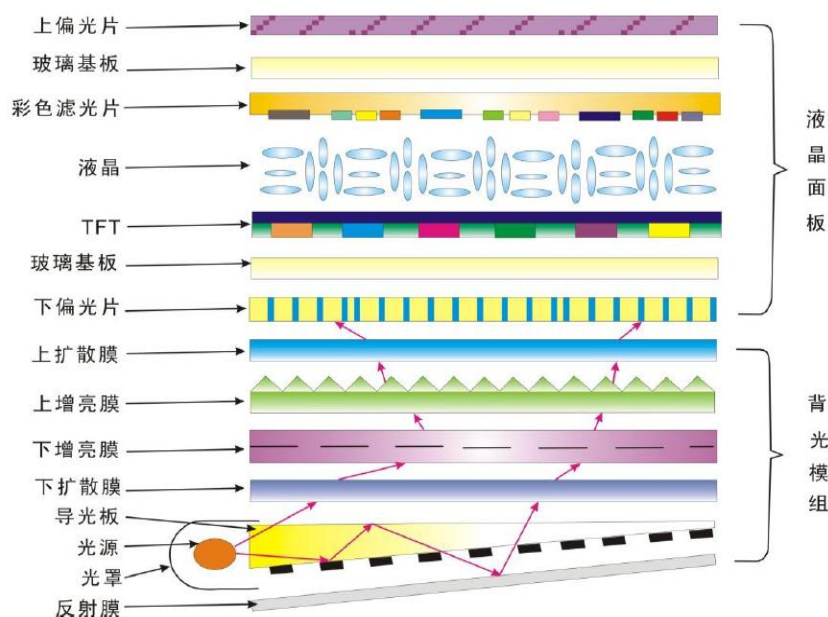 上偏光片
玻璃基板
彩色滤光片
液晶
TFT
玻璃基板
下偏光片
上扩散膜
上增亮膜
下增亮膜
下扩散膜
导光板
光源
光罩
反射膜
液晶面板
背光模组